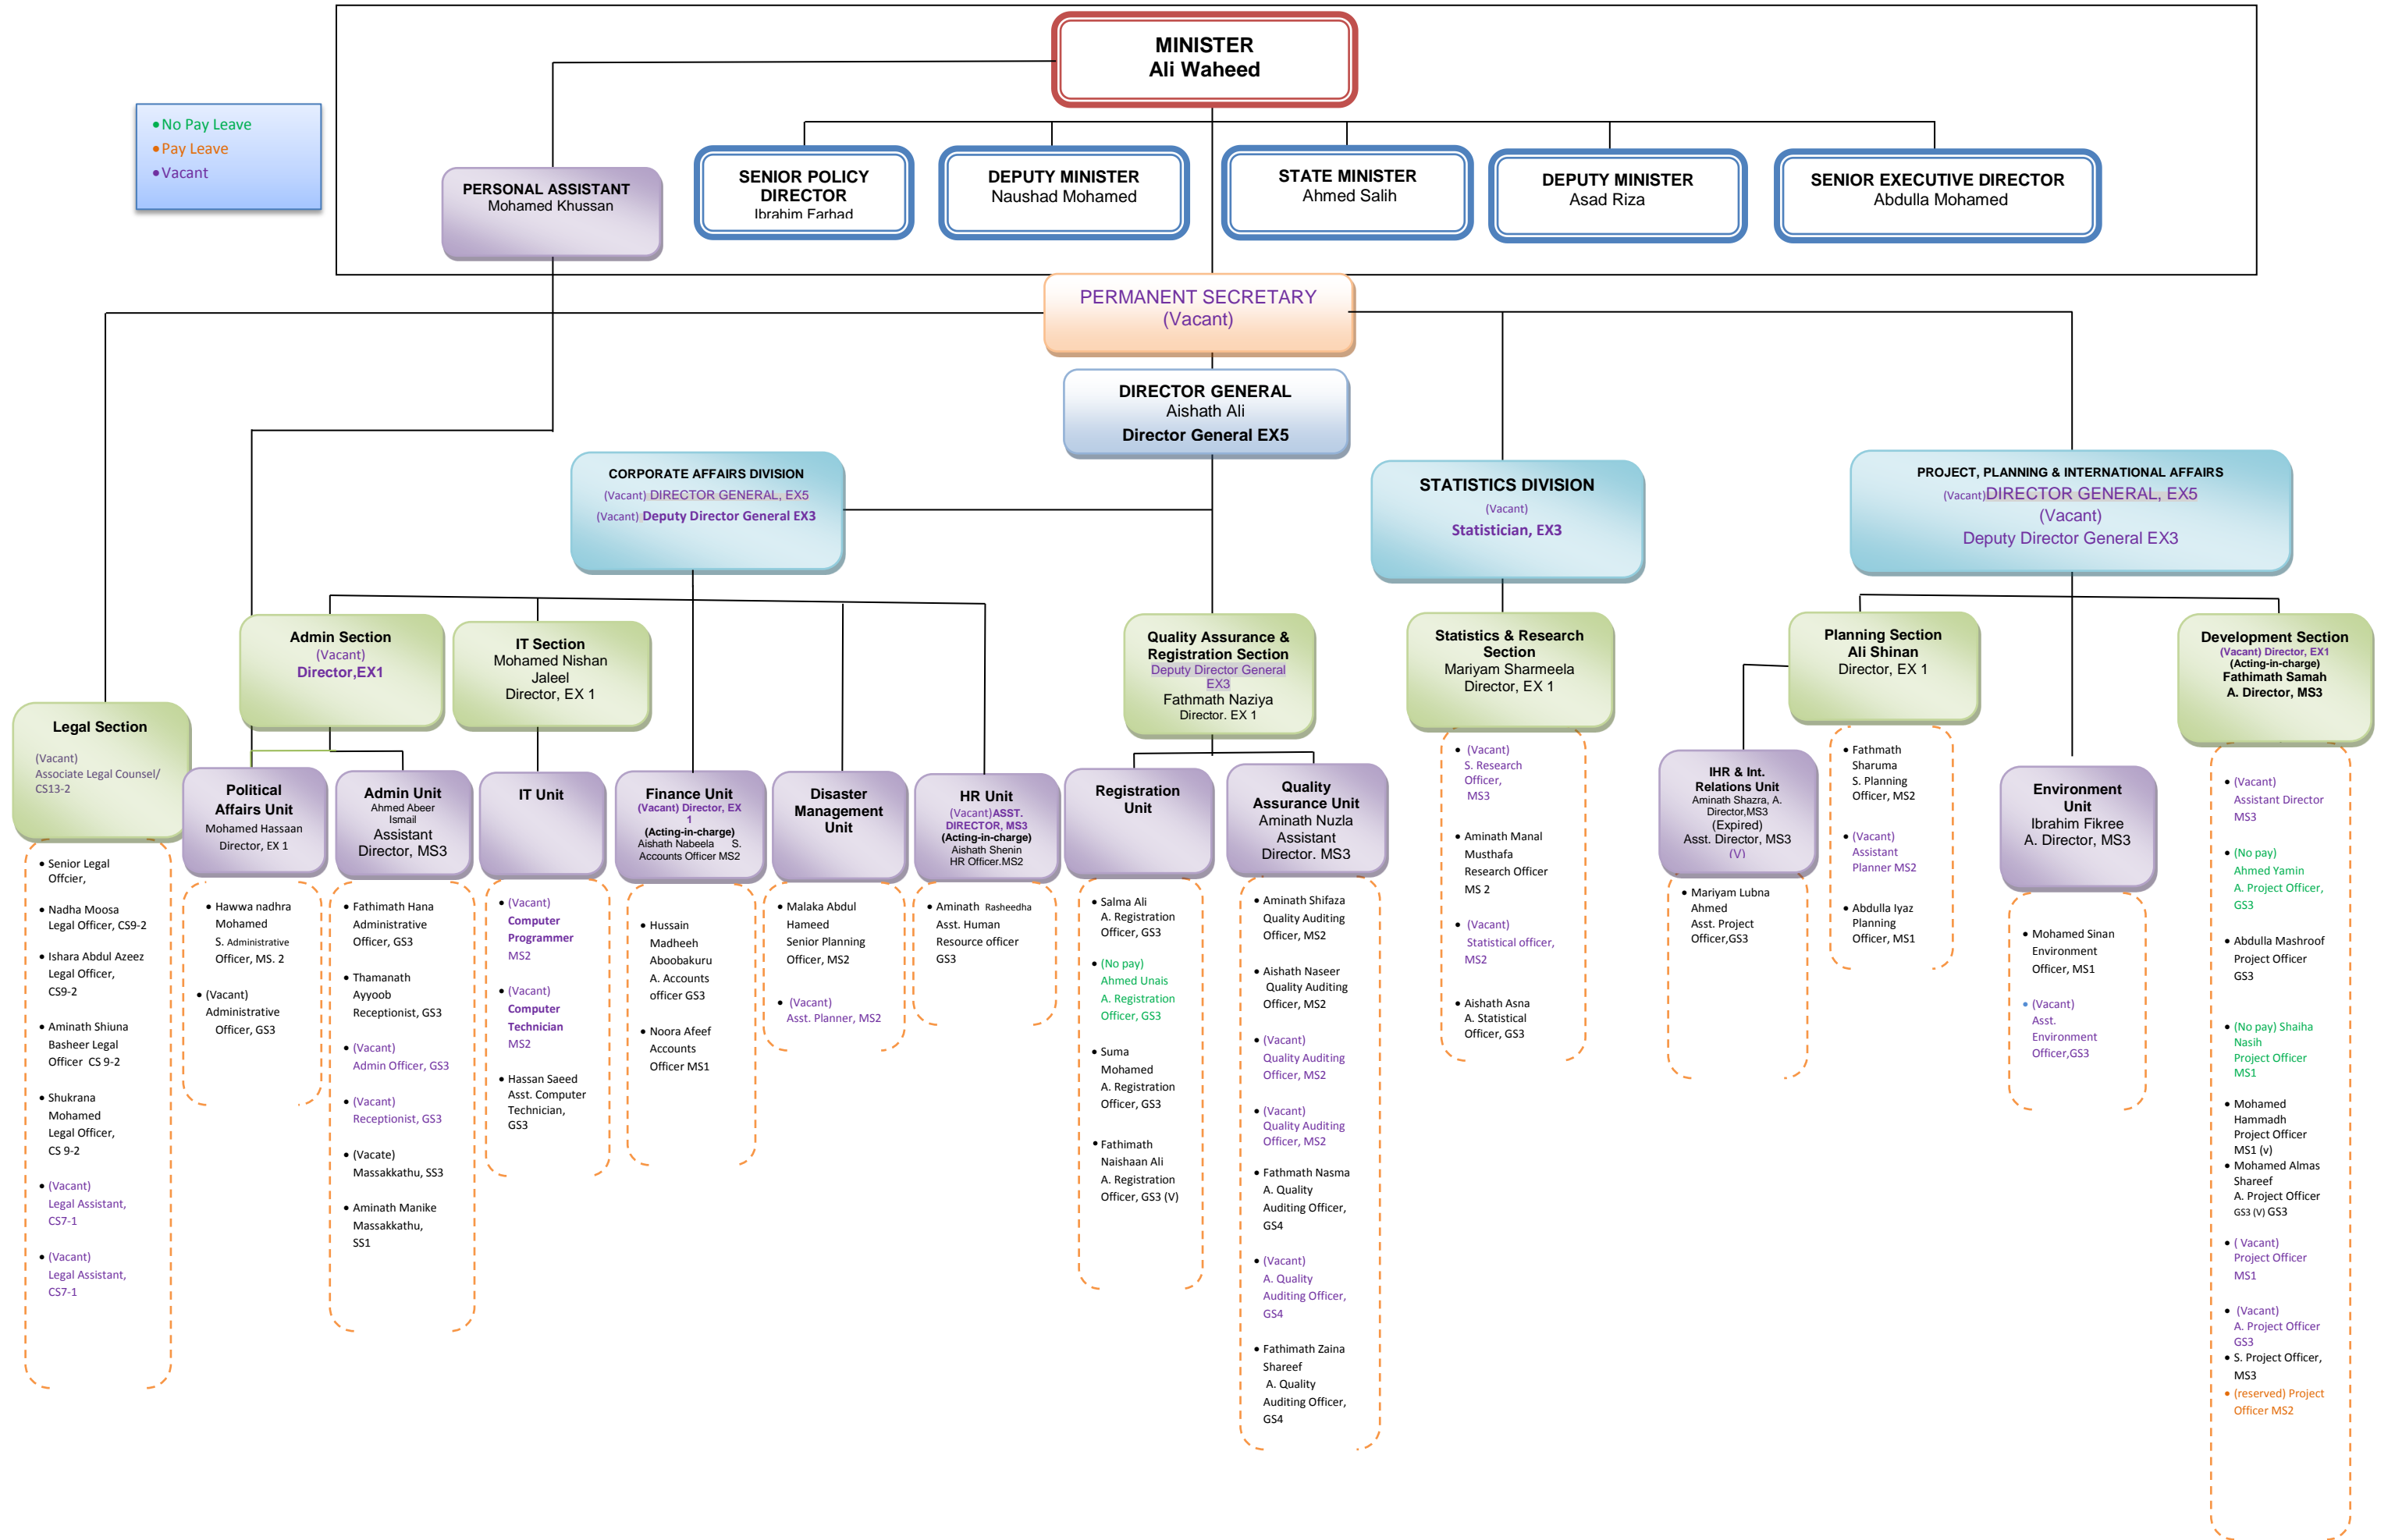 MINISTER
Ali Waheed
• No Pay Leave
• Pay Leave
• Vacant
PERSONAL ASSISTANT
Mohamed Khussan
SENIOR POLICY
DIRECTOR
Ibrahim Farhad
DEPUTY MINISTER
Naushad Mohamed
STATE MINISTER
Ahmed Salih
DEPUTY MINISTER
Asad Riza
SENIOR EXECUTIVE DIRECTOR
Abdulla Mohamed
PERMANENT SECRETARY
(Vacant)
DIRECTOR GENERAL
Aishath Ali
Director General EX5
CORPORATE AFFAIRS DIVISION
(Vacant) DIRECTOR GENERAL, EX5
(Vacant) Deputy Director General EX3
STATISTICS DIVISION
(Vacant)
Statistician, EX3
PROJECT, PLANNING & INTERNATIONAL AFFAIRS
(Vacant)DIRECTOR GENERAL, EX5
(Vacant)
Deputy Director General EX3
Admin Section
(Vacant)
Director,EX1
IT Section
Mohamed Nishan
Jaleel
Director, EX 1
Quality Assurance &
Registration Section
Deputy Director General
EX3
Fathmath Naziya
Director. EX 1
Statistics & Research
Section
Mariyam Sharmeela
Director, EX 1
Planning Section
Ali Shinan
Director, EX 1
Development Section
(Vacant) Director, EX1
(Acting-in-charge)
Fathimath Samah
A. Director, MS3
Legal Section
(Vacant)
Associate Legal Counsel/
CS13-2
Political
Affairs Unit
Mohamed Hassaan
Director, EX 1
Admin Unit
Ahmed Abeer
Ismail
Assistant
Director, MS3
IT Unit
Finance Unit
(Vacant) Director, EX
1
(Acting-in-charge)
Aishath Nabeela S.
Accounts Officer MS2
Disaster
Management
Unit
HR Unit
(Vacant)ASST.
DIRECTOR, MS3
(Acting-in-charge)
Aishath Shenin
HR Officer.MS2
Registration
Unit
Quality
Assurance Unit
Aminath Nuzla
Assistant
Director. MS3
IHR & Int.
Relations Unit
Aminath Shazra, A.
Director,MS3
(Expired)
Asst. Director, MS3
(V)
Environment
Unit
Ibrahim Fikree
A. Director, MS3
• Senior Legal
Offcier,
• Nadha Moosa
Legal Officer, CS9-2
• Ishara Abdul Azeez
Legal Officer,
CS9-2
• Aminath Shiuna
Basheer Legal
Officer CS 9-2
• Shukrana
Mohamed
Legal Officer,
CS 9-2
• (Vacant)
Legal Assistant,
CS7-1
• (Vacant)
Legal Assistant,
CS7-1
• Hawwa nadhra
Mohamed
S. Administrative
Officer, MS. 2
• (Vacant)
Administrative
Officer, GS3
• Fathimath Hana
Administrative
Officer, GS3
• Thamanath
Ayyoob
Receptionist, GS3
• (Vacant)
Admin Officer, GS3
• (Vacant)
Receptionist, GS3
• (Vacate)
Massakkathu, SS3
• Aminath Manike
Massakkathu,
SS1
• (Vacant)
Computer
Programmer
MS2
• (Vacant)
Computer
Technician
MS2
• Hassan Saeed
Asst. Computer
Technician,
GS3
• Hussain
Madheeh
Aboobakuru
A. Accounts
officer GS3
• Noora Afeef
Accounts
Officer MS1
• Malaka Abdul
Hameed
Senior Planning
Officer, MS2
• (Vacant)
Asst. Planner, MS2
• Aminath Rasheedha
Asst. Human
Resource officer
GS3
• Salma Ali
A. Registration
Officer, GS3
• (No pay)
Ahmed Unais
A. Registration
Officer, GS3
• Suma
Mohamed
A. Registration
Officer, GS3
• Fathimath
Naishaan Ali
A. Registration
Officer, GS3 (V)
• Aminath Shifaza
Quality Auditing
Officer, MS2
• Aishath Naseer
Quality Auditing
Officer, MS2
• (Vacant)
Quality Auditing
Officer, MS2
• (Vacant)
Quality Auditing
Officer, MS2
• Fathmath Nasma
A. Quality
Auditing Officer,
GS4
• (Vacant)
A. Quality
Auditing Officer,
GS4
• Fathimath Zaina
Shareef
A. Quality
Auditing Officer,
GS4
• (Vacant)
S. Research
Officer,
MS3
• Aminath Manal
Musthafa
Research Officer
MS 2
• (Vacant)
Statistical officer,
MS2
• Aishath Asna
A. Statistical
Officer, GS3
• Mariyam Lubna
Ahmed
Asst. Project
Officer,GS3
• Fathmath
Sharuma
S. Planning
Officer, MS2
• (Vacant)
Assistant
Planner MS2
• Abdulla Iyaz
Planning
Officer, MS1
• Mohamed Sinan
Environment
Officer, MS1
• (Vacant)
Asst.
Environment
Officer,GS3
• (Vacant)
Assistant Director
MS3
• (No pay)
Ahmed Yamin
A. Project Officer,
GS3
• Abdulla Mashroof
Project Officer
GS3
• (No pay) Shaiha
Nasih
Project Officer
MS1
• Mohamed
Hammadh
Project Officer
MS1 (v)
• Mohamed Almas
Shareef
A. Project Officer
GS3 (V) GS3
• ( Vacant)
Project Officer
MS1
• (Vacant)
A. Project Officer
GS3
• S. Project Officer,
MS3
• (reserved) Project
Officer MS2